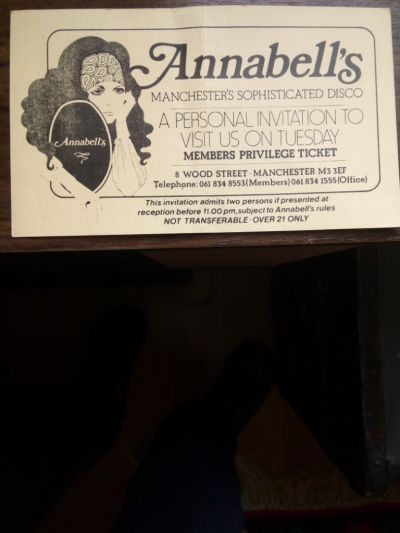 Annabell's
MANCHESTER'S SOPHISTICATED DISCO
A PERSONAL INVITATION TO
VISIT US ON TUESDAY
MEMBERS PRIVILEGE TICKET
8 WOOD STREET · MANCHESTER M3 3EF
Telephone: 061 834 8553 (Members) 061 834 1555 (Office)
Annabell's
This invitation admits two persons if presented at
reception before 11.00 pm, subject to Annabell's rules
NOT TRANSFERABLE · OVER 21 ONLY